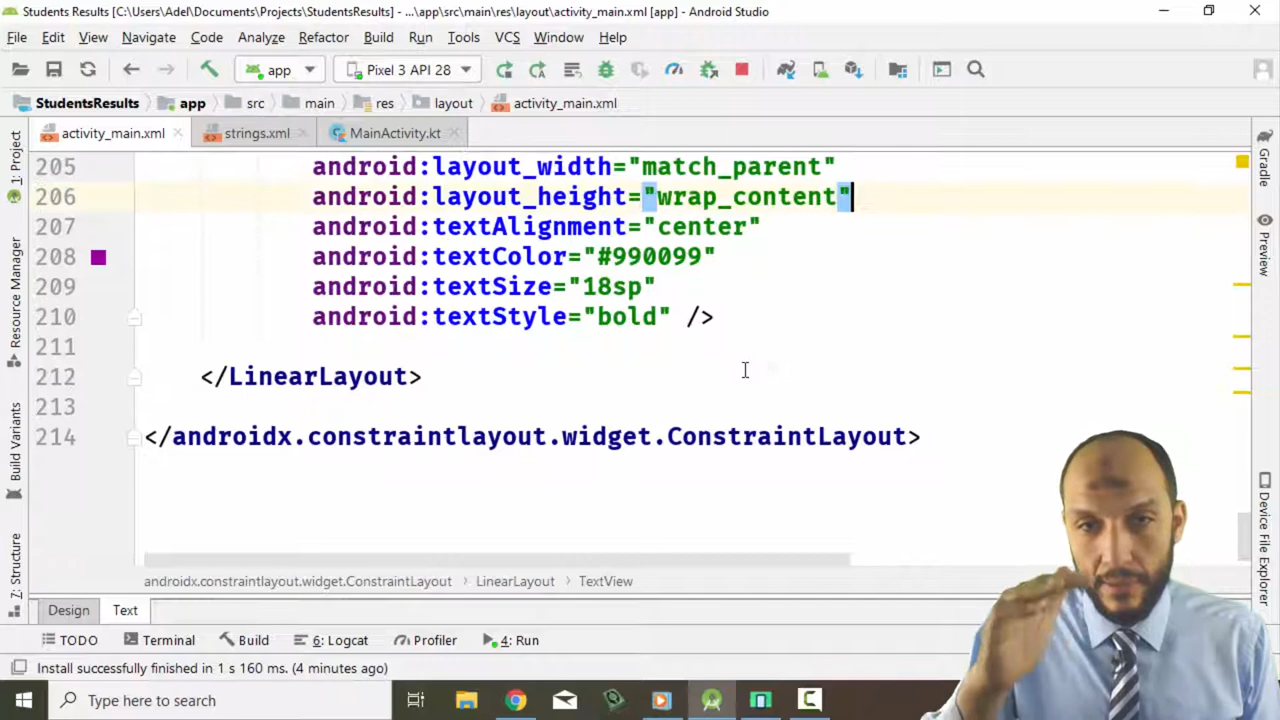 Students Results [C:\Users\Adel\Documents\Projects\StudentsResults] - ...\app\src\main\res\layout\activity_main.xml [app] - Android Studio
File Edit View Navigate Code Analyze Refactor Build Run Tools VCS Window Help
app Pixel 3 API 28
StudentsResults app src main res layout activity_main.xml
activity_main.xml strings.xml MainActivity.kt
205 android:layout_width="match_parent"
206 android:layout_height="wrap_content"
207 android:textAlignment="center"
208 android:textColor="#990099"
209 android:textSize="18sp"
210 android:textStyle="bold" />
211
212 </LinearLayout>
213
214 </androidx.constraintlayout.widget.ConstraintLayout>
androidx.constraintlayout.widget.ConstraintLayout LinearLayout TextView
Design Text
TODO Terminal Build 6: Logcat Profiler 4: Run
Install successfully finished in 1 s 160 ms. (4 minutes ago)
Type here to search
1: Project
Resource Manager
Build Variants
7: Structure
Gradle
Preview
Device File Explorer